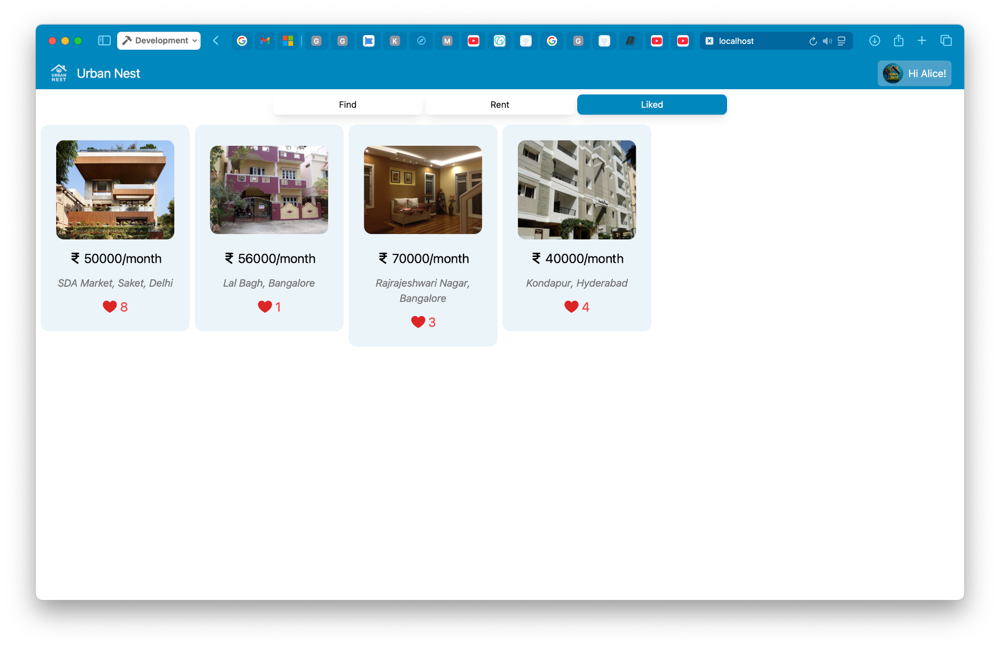 Development
G
G
K
M
G
localhost
URBAN
NEST
Urban Nest
Hi Alice!
Find
Rent
Liked
₹ 50000/month
SDA Market, Saket, Delhi
8
₹ 56000/month
Lal Bagh, Bangalore
1
₹ 70000/month
Rajrajeshwari Nagar,
Bangalore
3
₹ 40000/month
Kondapur, Hyderabad
4